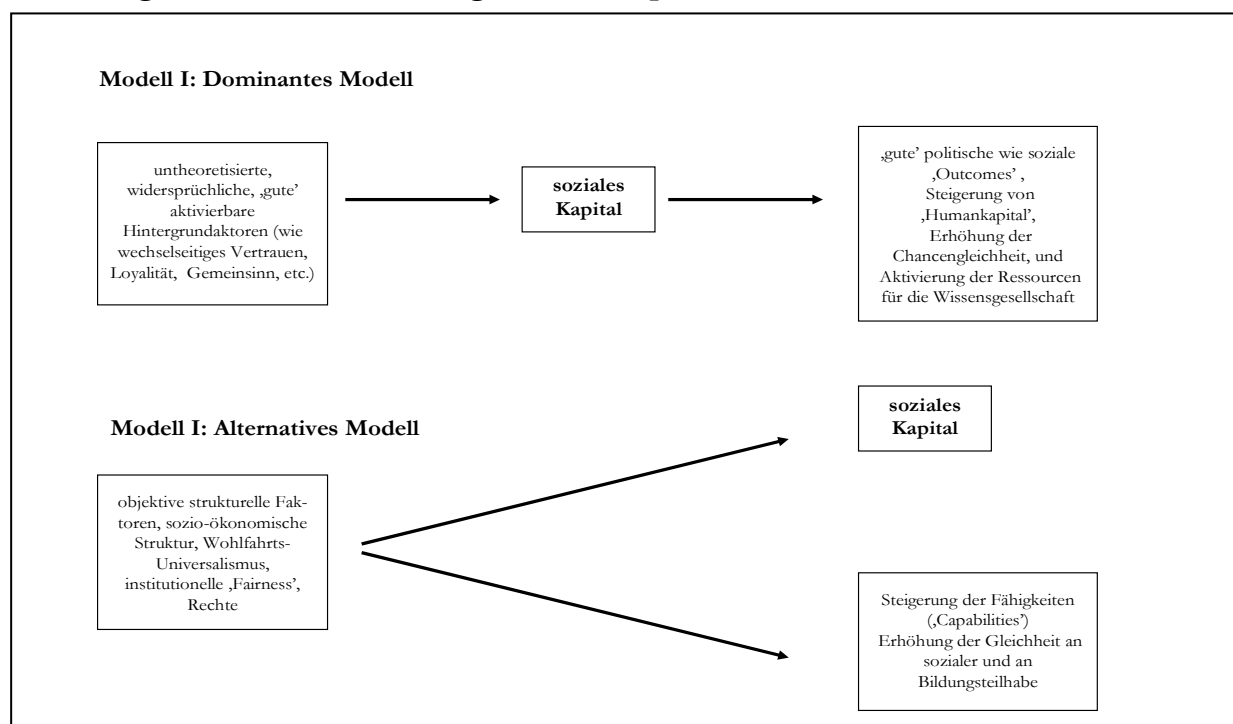 Modell I: Dominantes Modell
untheoretisierte,
widersprüchliche, ‚gute’
aktivierbare
Hintergrundaktoren (wie
wechselseitiges Vertrauen,
Loyalität, Gemeinsinn, etc.)
soziales
Kapital
‚gute’ politische wie soziale
‚Outcomes’ ,
Steigerung von
‚Humankapital’,
Erhöhung der
Chancengleichheit, und
Aktivierung der Ressourcen
für die Wissensgesellschaft
Modell I: Alternatives Modell
objektive strukturelle Fak-
toren, sozio-ökonomische
Struktur, Wohlfahrts-
Universalismus,
institutionelle ‚Fairness’,
Rechte
soziales
Kapital
Steigerung der Fähigkeiten
(‚Capabilities’)
Erhöhung der Gleichheit an
sozialer und an
Bildungsteilhabe